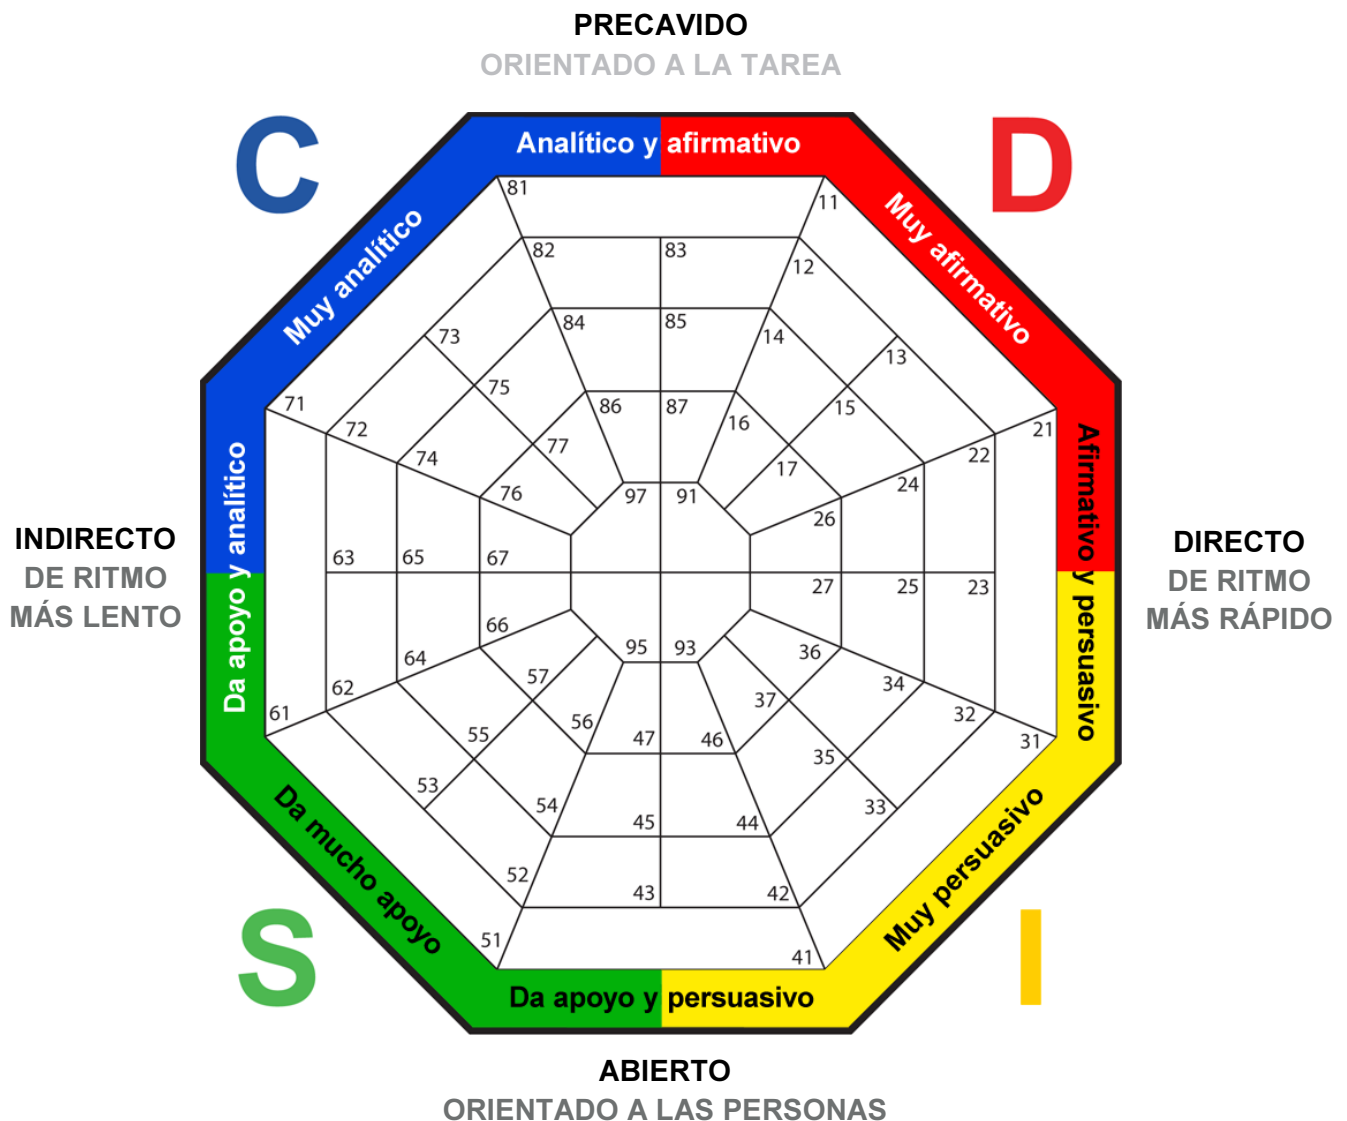 PRECAVIDO
ORIENTADO A LA TAREA
C
D
Analítico y afirmativo
Muy analítico
Muy afirmativo
81
11
82
83
12
84
85
14
73
13
75
15
71
72
86
87
16
21
22
74
77
17
24
76
97
91
26
Da apoyo y analítico
Afirmativo y persuasivo
INDIRECTO
DE RITMO
MÁS LENTO
DIRECTO
DE RITMO
MÁS RÁPIDO
63
65
67
27
25
23
66
95
93
36
64
57
37
34
62
61
56
47
46
32
31
55
35
53
33
54
45
44
52
43
42
51
41
Da mucho apoyo
Muy persuasivo
S
I
Da apoyo y persuasivo
ABIERTO
ORIENTADO A LAS PERSONAS